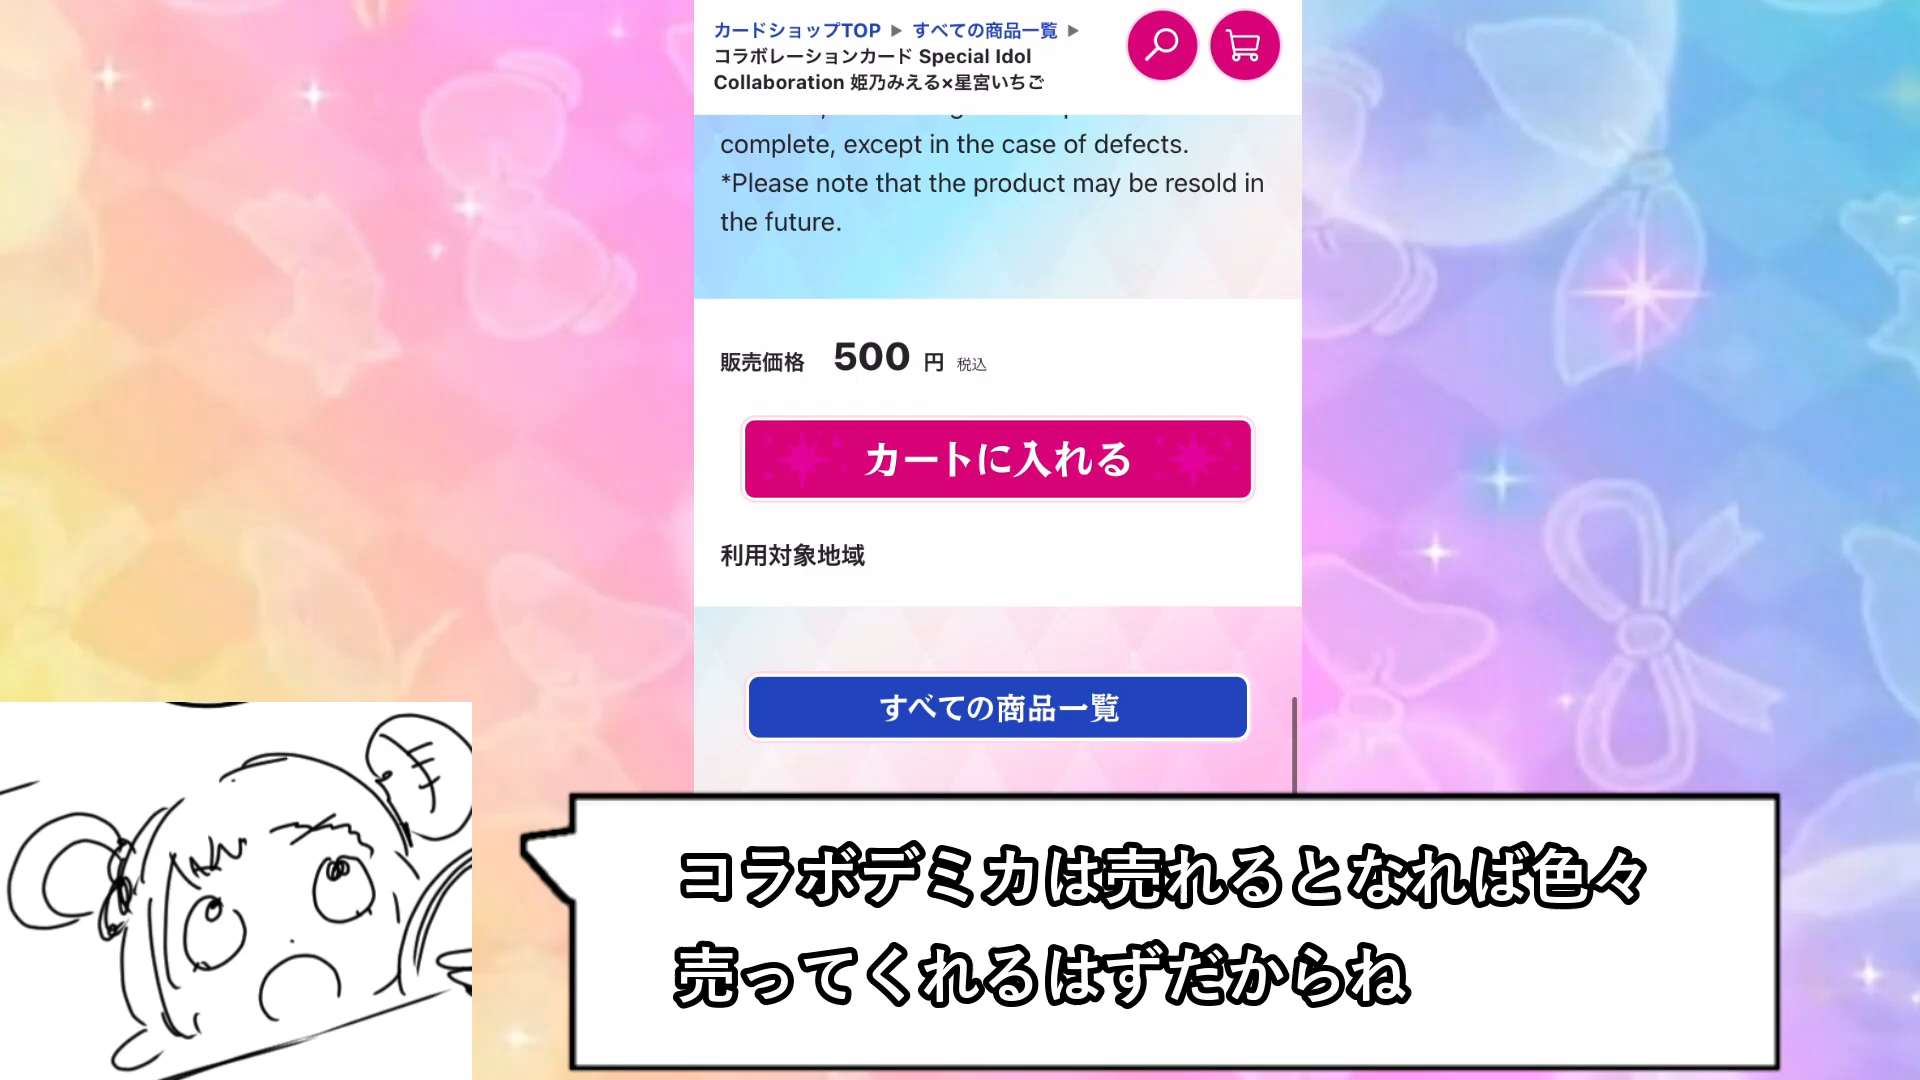 カードショップTOP ▶ すべての商品一覧 ▶
コラボレーションカード Special Idol
Collaboration 姫乃みえる×星宮いちご
complete, except in the case of defects.
*Please note that the product may be resold in
the future.
販売価格 500 円 税込
カートに入れる
利用対象地域
すべての商品一覧
コラボデミカは売れるとなれば色々
売ってくれるはずだからね